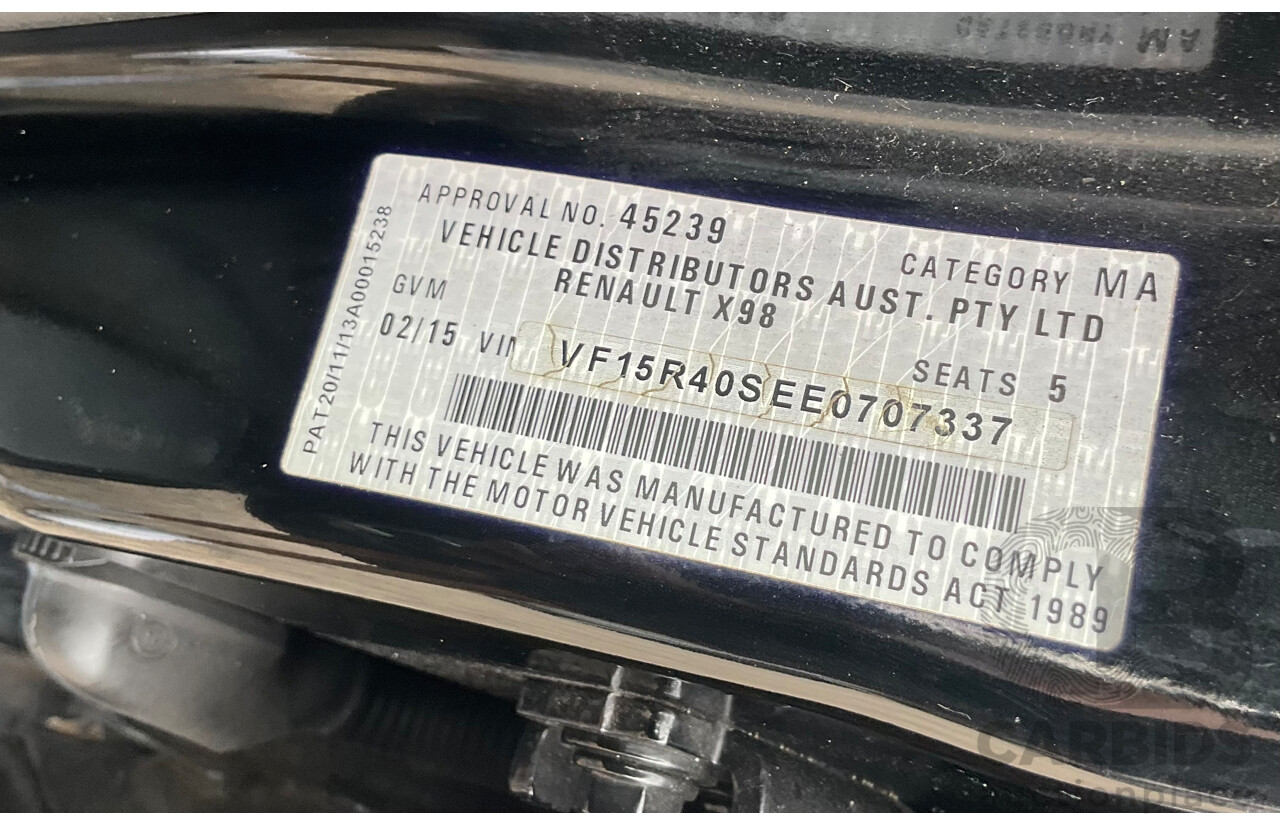 APPROVAL NO. 45239
CATEGORY MA
VEHICLE DISTRIBUTORS AUST. PTY LTD
RENAULT X98
GVM
SEATS 5
02/15 VIN VF15R40SEE0707337
THIS VEHICLE WAS MANUFACTURED TO COMPLY
WITH THE MOTOR VEHICLE STANDARDS ACT 1989
PAT20/11/13A00015238
CARBIDS